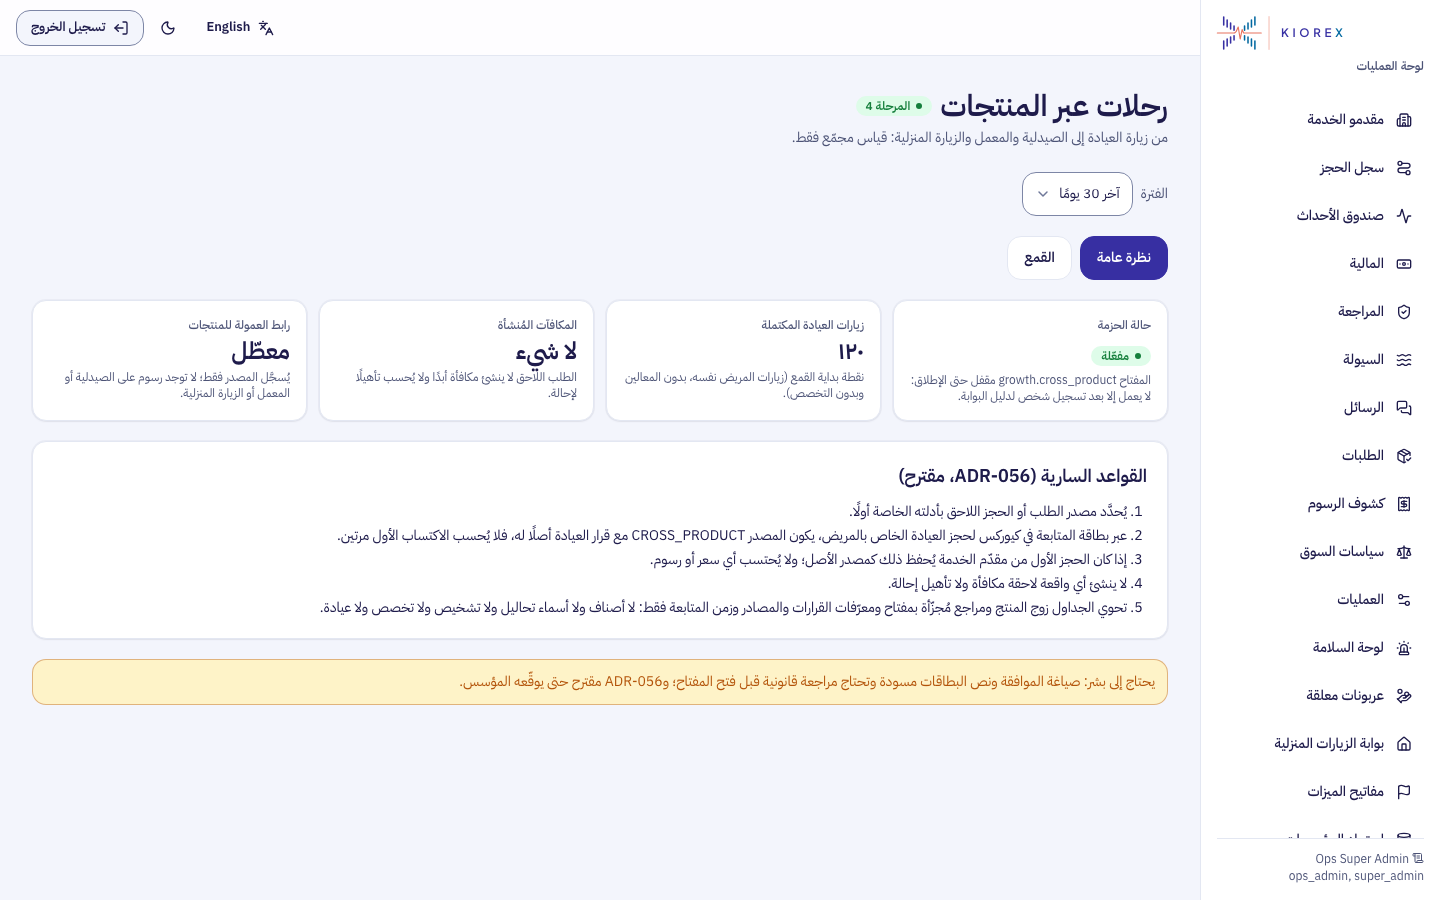 KIOREX
لوحة العمليات
مقدمو الخدمة
سجل الحجز
صندوق الأحداث
المالية
المراجعة
السيولة
الرسائل
الطلبات
كشوف الرسوم
سياسات السوق
العمليات
لوحة السلامة
عربونات معلقة
بوابة الزيارات المنزلية
مفاتيح الميزات
Ops Super Admin
ops_admin, super_admin
English
تسجيل الخروج
رحلات عبر المنتجات
المرحلة 4
من زيارة العيادة إلى الصيدلية والمعمل والزيارة المنزلية: قياس مجمّع فقط.
الفترة
آخر 30 يومًا
نظرة عامة
القمع
حالة الحزمة
مفعّلة
المفتاح growth.cross_product مقفل حتى الإطلاق:
لا يعمل إلا بعد تسجيل شخص لدليل البوابة.
زيارات العيادة المكتملة
١٢٠
نقطة بداية القمع (زيارات المريض نفسه، بدون المعالين
وبدون التخصص).
المكافآت المُنشأة
لا شيء
الطلب اللاحق لا ينشئ مكافأة أبدًا ولا يُحسب تأهيلًا
لإحالة.
رابط العمولة للمنتجات
معطّل
يُسجَّل المصدر فقط؛ لا توجد رسوم على الصيدلية أو
المعمل أو الزيارة المنزلية.
القواعد السارية (ADR-056، مقترح)
1. يُحدَّد مصدر الطلب أو الحجز اللاحق بأدلته الخاصة أولًا.
2. عبر بطاقة المتابعة في كيوركس لحجز العيادة الخاص بالمريض، يكون المصدر CROSS_PRODUCT مع قرار العيادة أصلًا له، فلا يُحسب الاكتساب الأول مرتين.
3. إذا كان الحجز الأول من مقدّم الخدمة يُحفظ ذلك كمصدر الأصل؛ ولا يُحتسب أي سعر أو رسوم.
4. لا ينشئ أي واقعة لاحقة مكافأة ولا تأهيل إحالة.
5. تحوي الجداول زوج المنتج ومراجع مُجزّأة بمفتاح ومعرّفات القرارات والمصادر وزمن المتابعة فقط: لا أصناف ولا أسماء تحاليل ولا تشخيص ولا تخصص ولا عيادة.
يحتاج إلى بشر: صياغة الموافقة ونص البطاقات مسودة وتحتاج مراجعة قانونية قبل فتح المفتاح؛ وADR-056 مقترح حتى يوقّعه المؤسس.